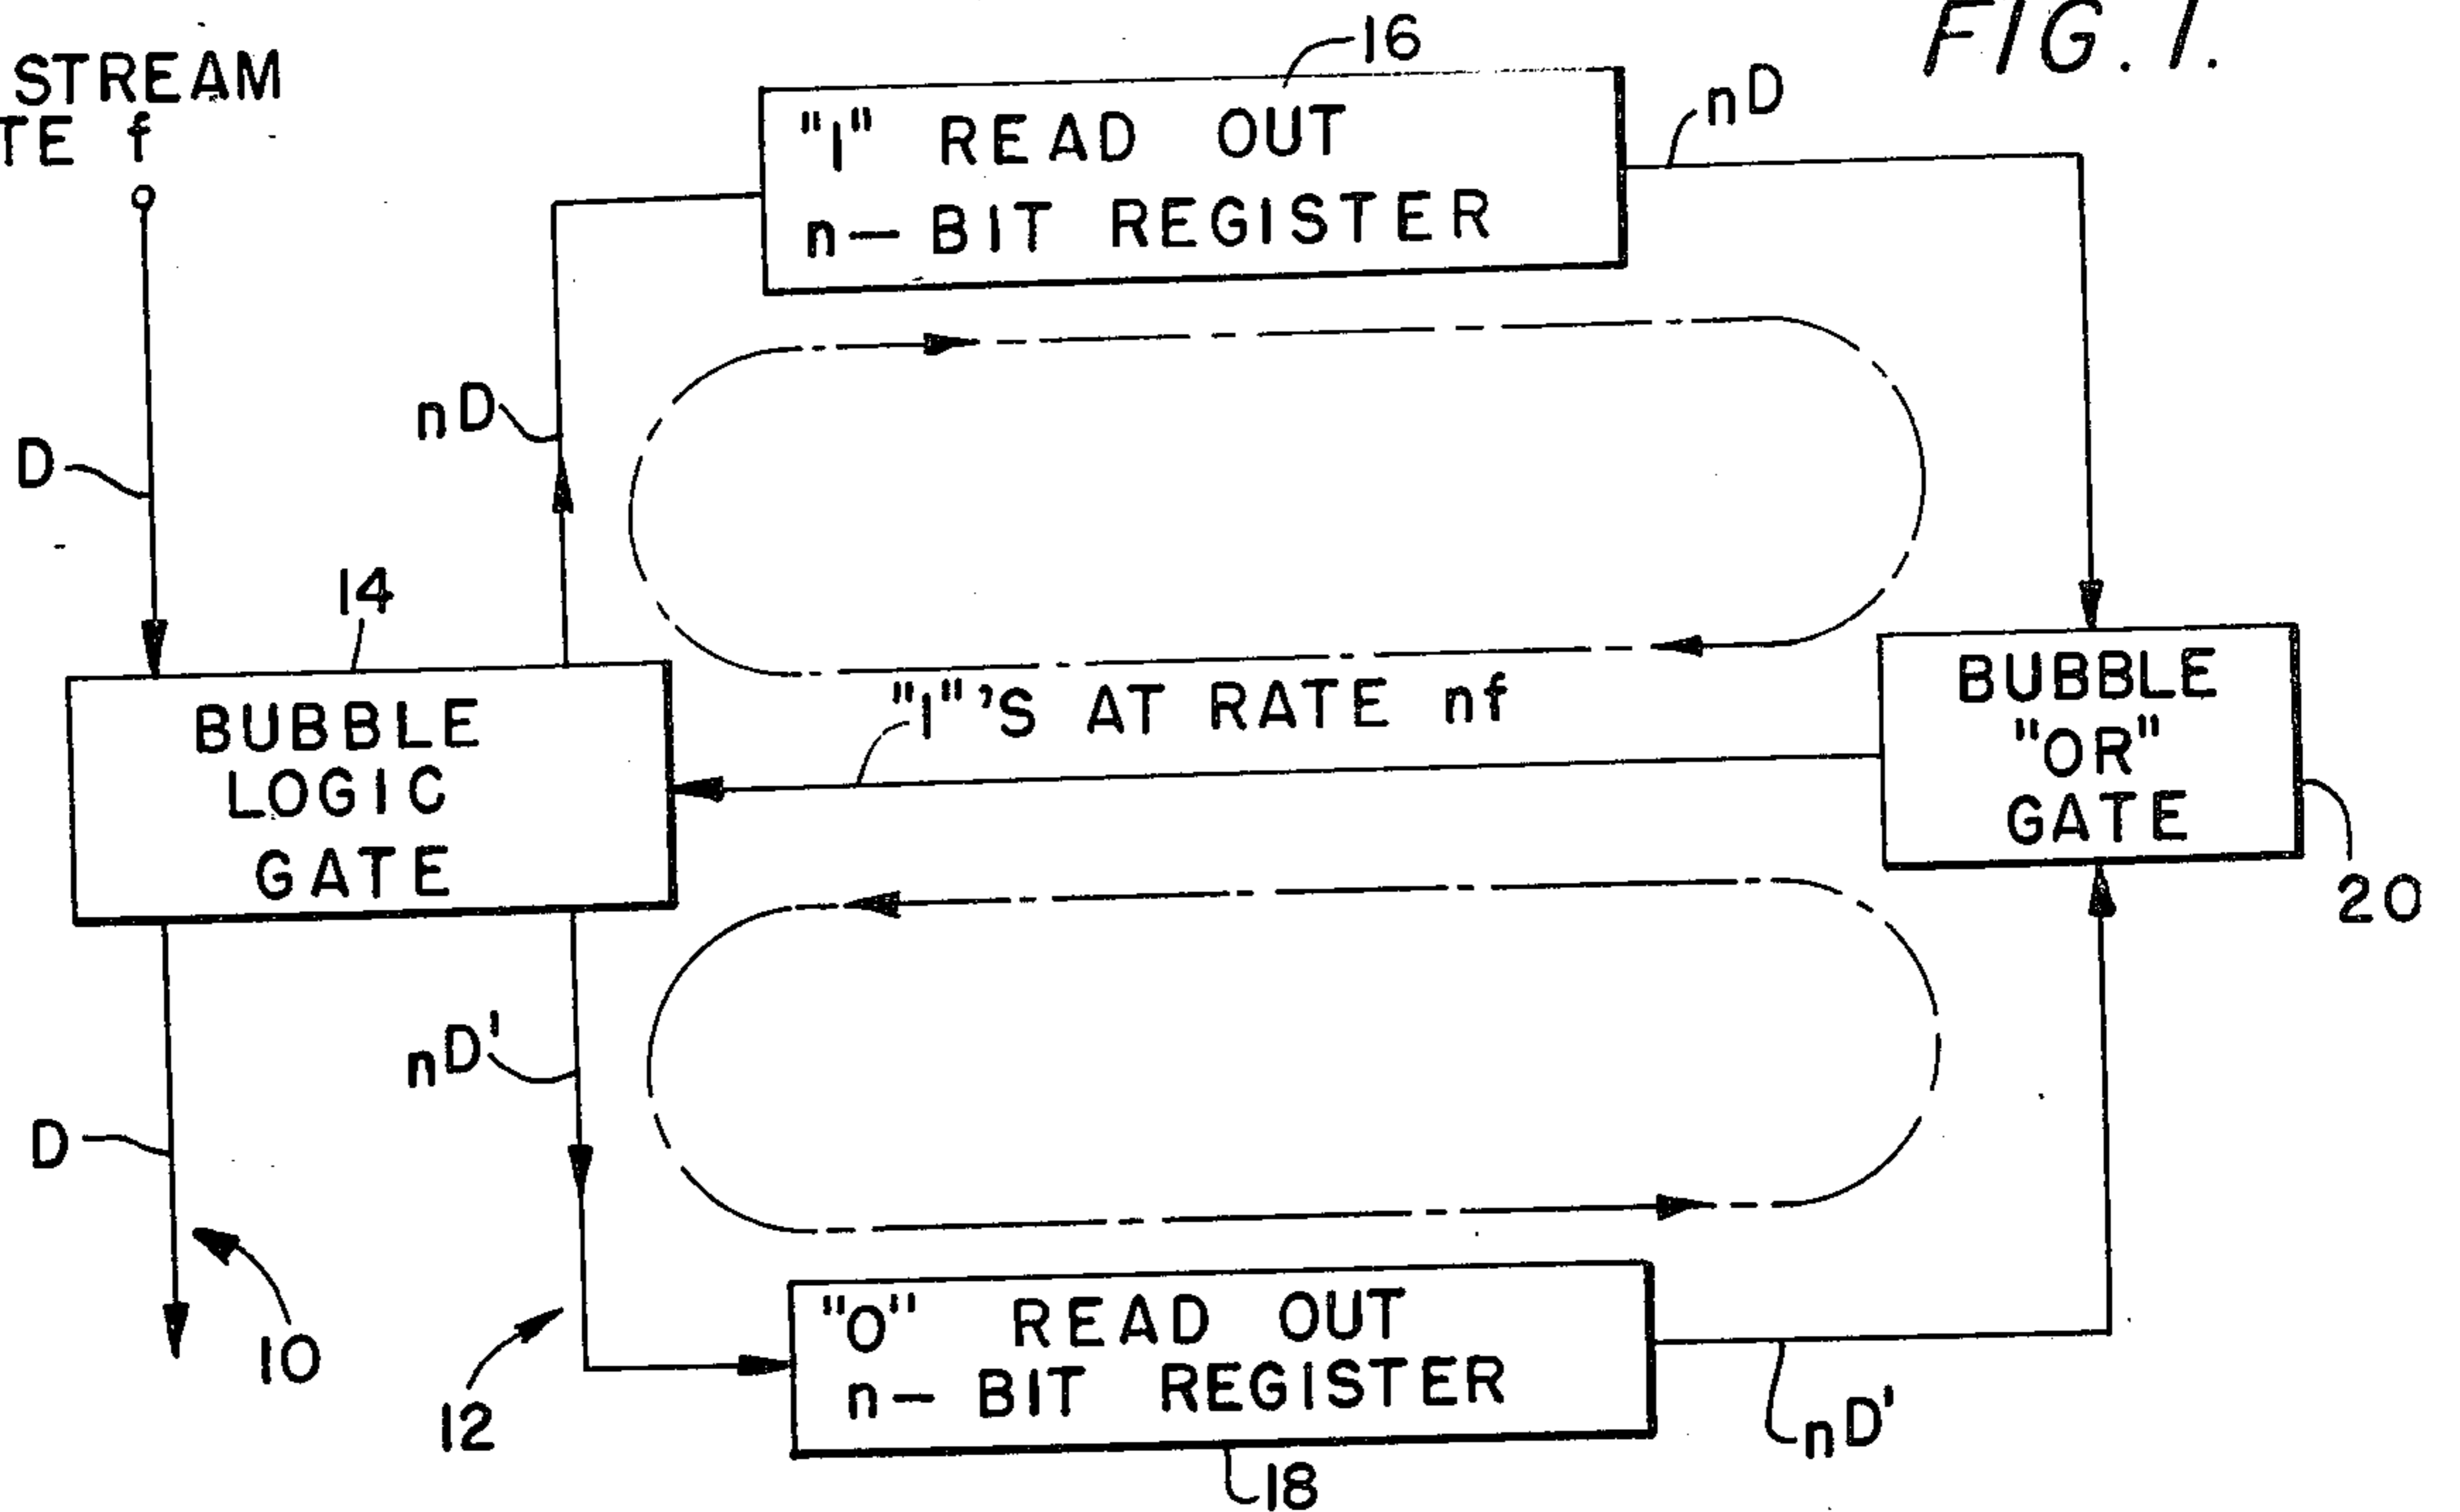 FIG. 1.
STREAM
TE f
16
"1" READ OUT
n- BIT REGISTER
nD
nD
D
14
BUBBLE
LOGIC
GATE
"1"'S AT RATE nf
BUBBLE
"OR"
GATE
20
nD'
D
10
12
"0" READ OUT
n- BIT REGISTER
nD'
18